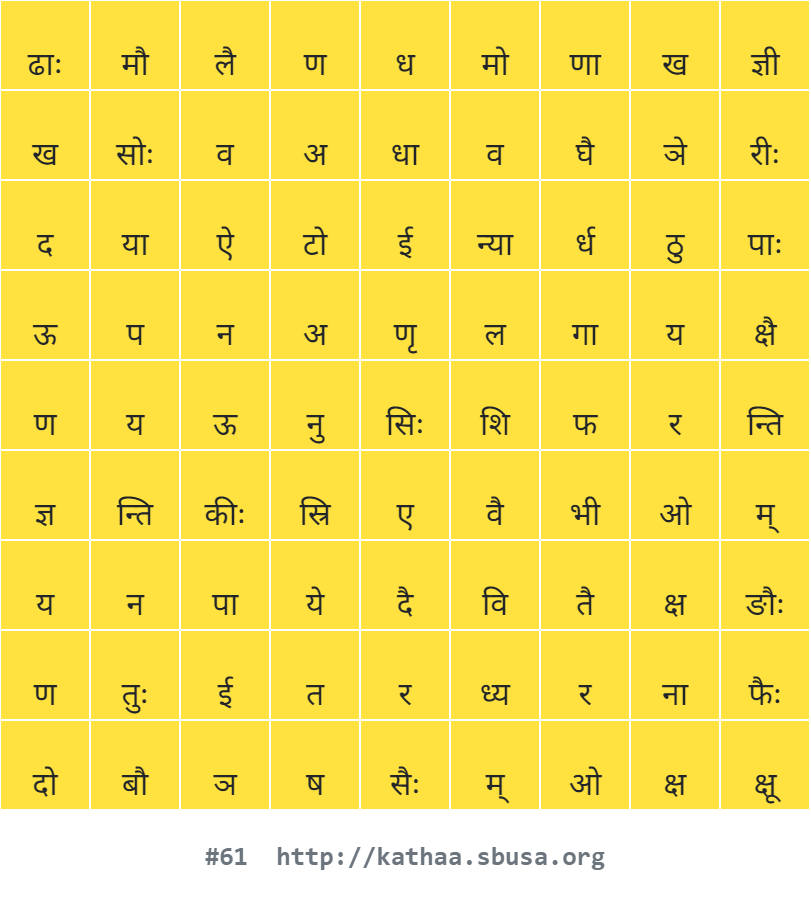 ढाः मौ लै ण ध मो णा ख ज्ञी
ख सोः व अ धा व घै ञे रीः
द या ऐ टो ई न्या र्ध ठु पाः
ऊ प न अ णृ ल गा य क्षै
ण य ऊ नु सिः शि फ र न्ति
ज्ञ न्ति कीः स्रि ए वै भी ओ म्
य न पा ये दै वि तै क्ष ङौः
ण तुः ई त र ध्य र ना फैः
दो बौ ञ ष सैः म् ओ क्ष क्षू
#61 http://kathaa.sbusa.org